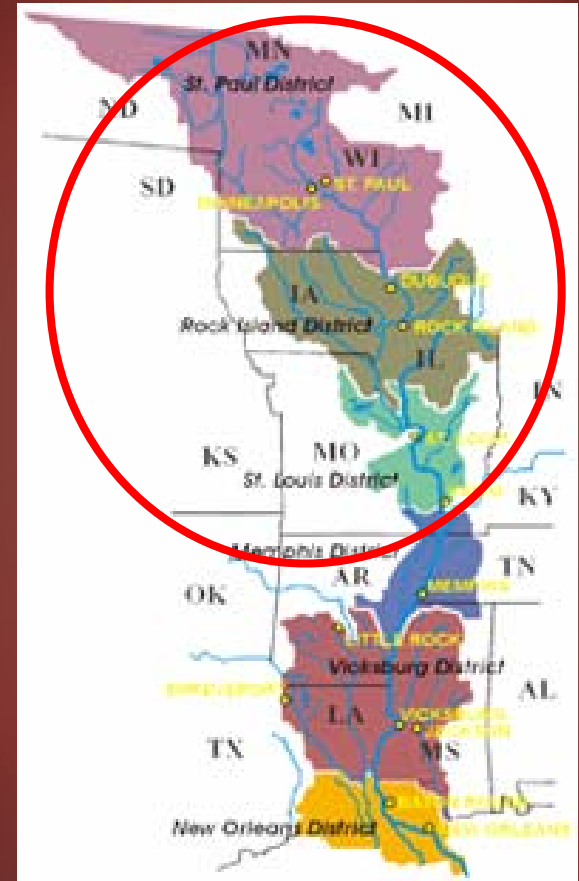 MN
St. Paul District
ND
MI
WI
SD
ST. PAUL
MINNEAPOLIS
DUBUQUE
IA
Rock Island District
ROCK ISLAND
IL
IN
ST. LOUIS
KS
MO
St. Louis District
KY
Memphis District
AR
TN
OK
MEMPHIS
LITTLE ROCK
Vicksburg District
SHREVEPORT
AL
LA
VICKSBURG
JACKSON
TX
MS
BATON ROUGE
New Orleans District
NEW ORLEANS